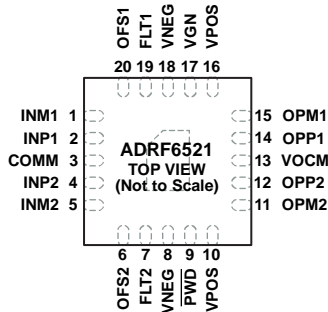 OFS1 FLT1 VNEG VGN VPOS
20 19 18 17 16
INM1 1
INP1 2
COMM 3
INP2 4
INM2 5
ADRF6521
TOP VIEW
(Not to Scale)
15 OPM1
14 OPP1
13 VOCM
12 OPP2
11 OPM2
6 7 8 9 10
OFS2 FLT2 VNEG PWD VPOS